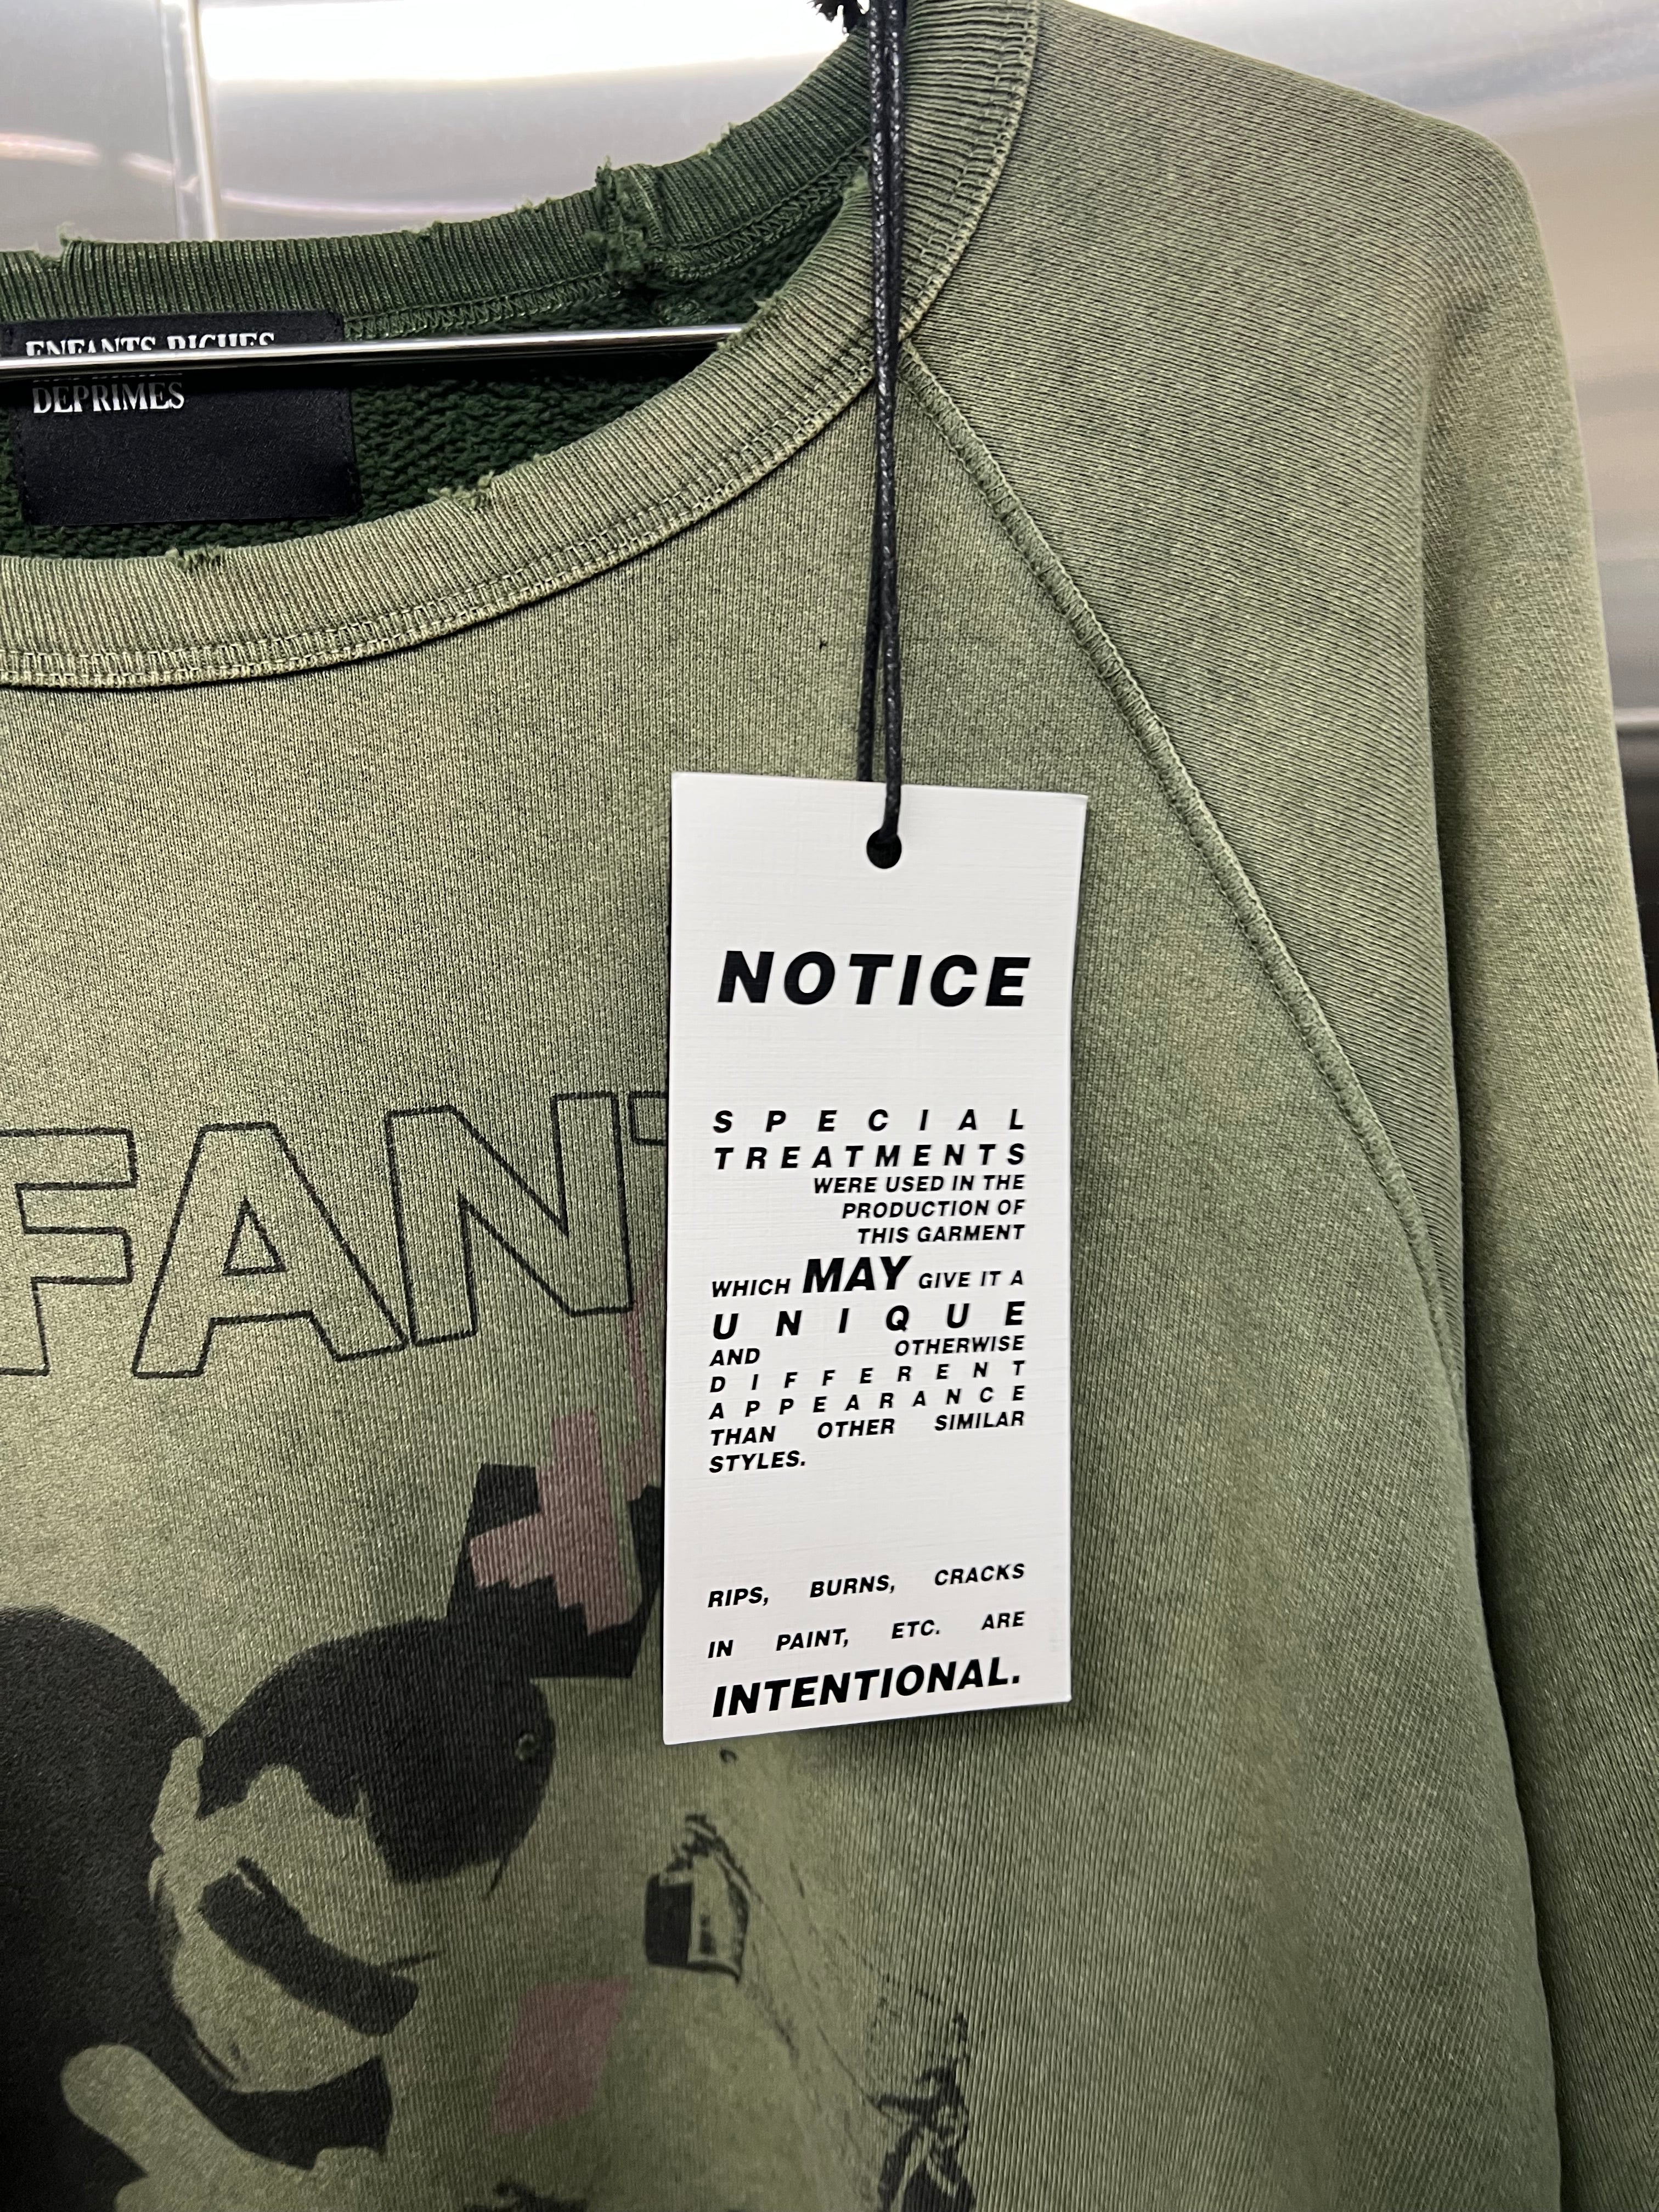 ENFANTS RICHES
DEPRIMES
FANT
NOTICE
SPECIAL
TREATMENTS
WERE USED IN THE
PRODUCTION OF
THIS GARMENT
WHICH MAY GIVE IT A
UNIQUE
AND OTHERWISE
DIFFERENT
APPEARANCE
THAN OTHER SIMILAR
STYLES.
RIPS, BURNS, CRACKS
IN PAINT, ETC. ARE
INTENTIONAL.